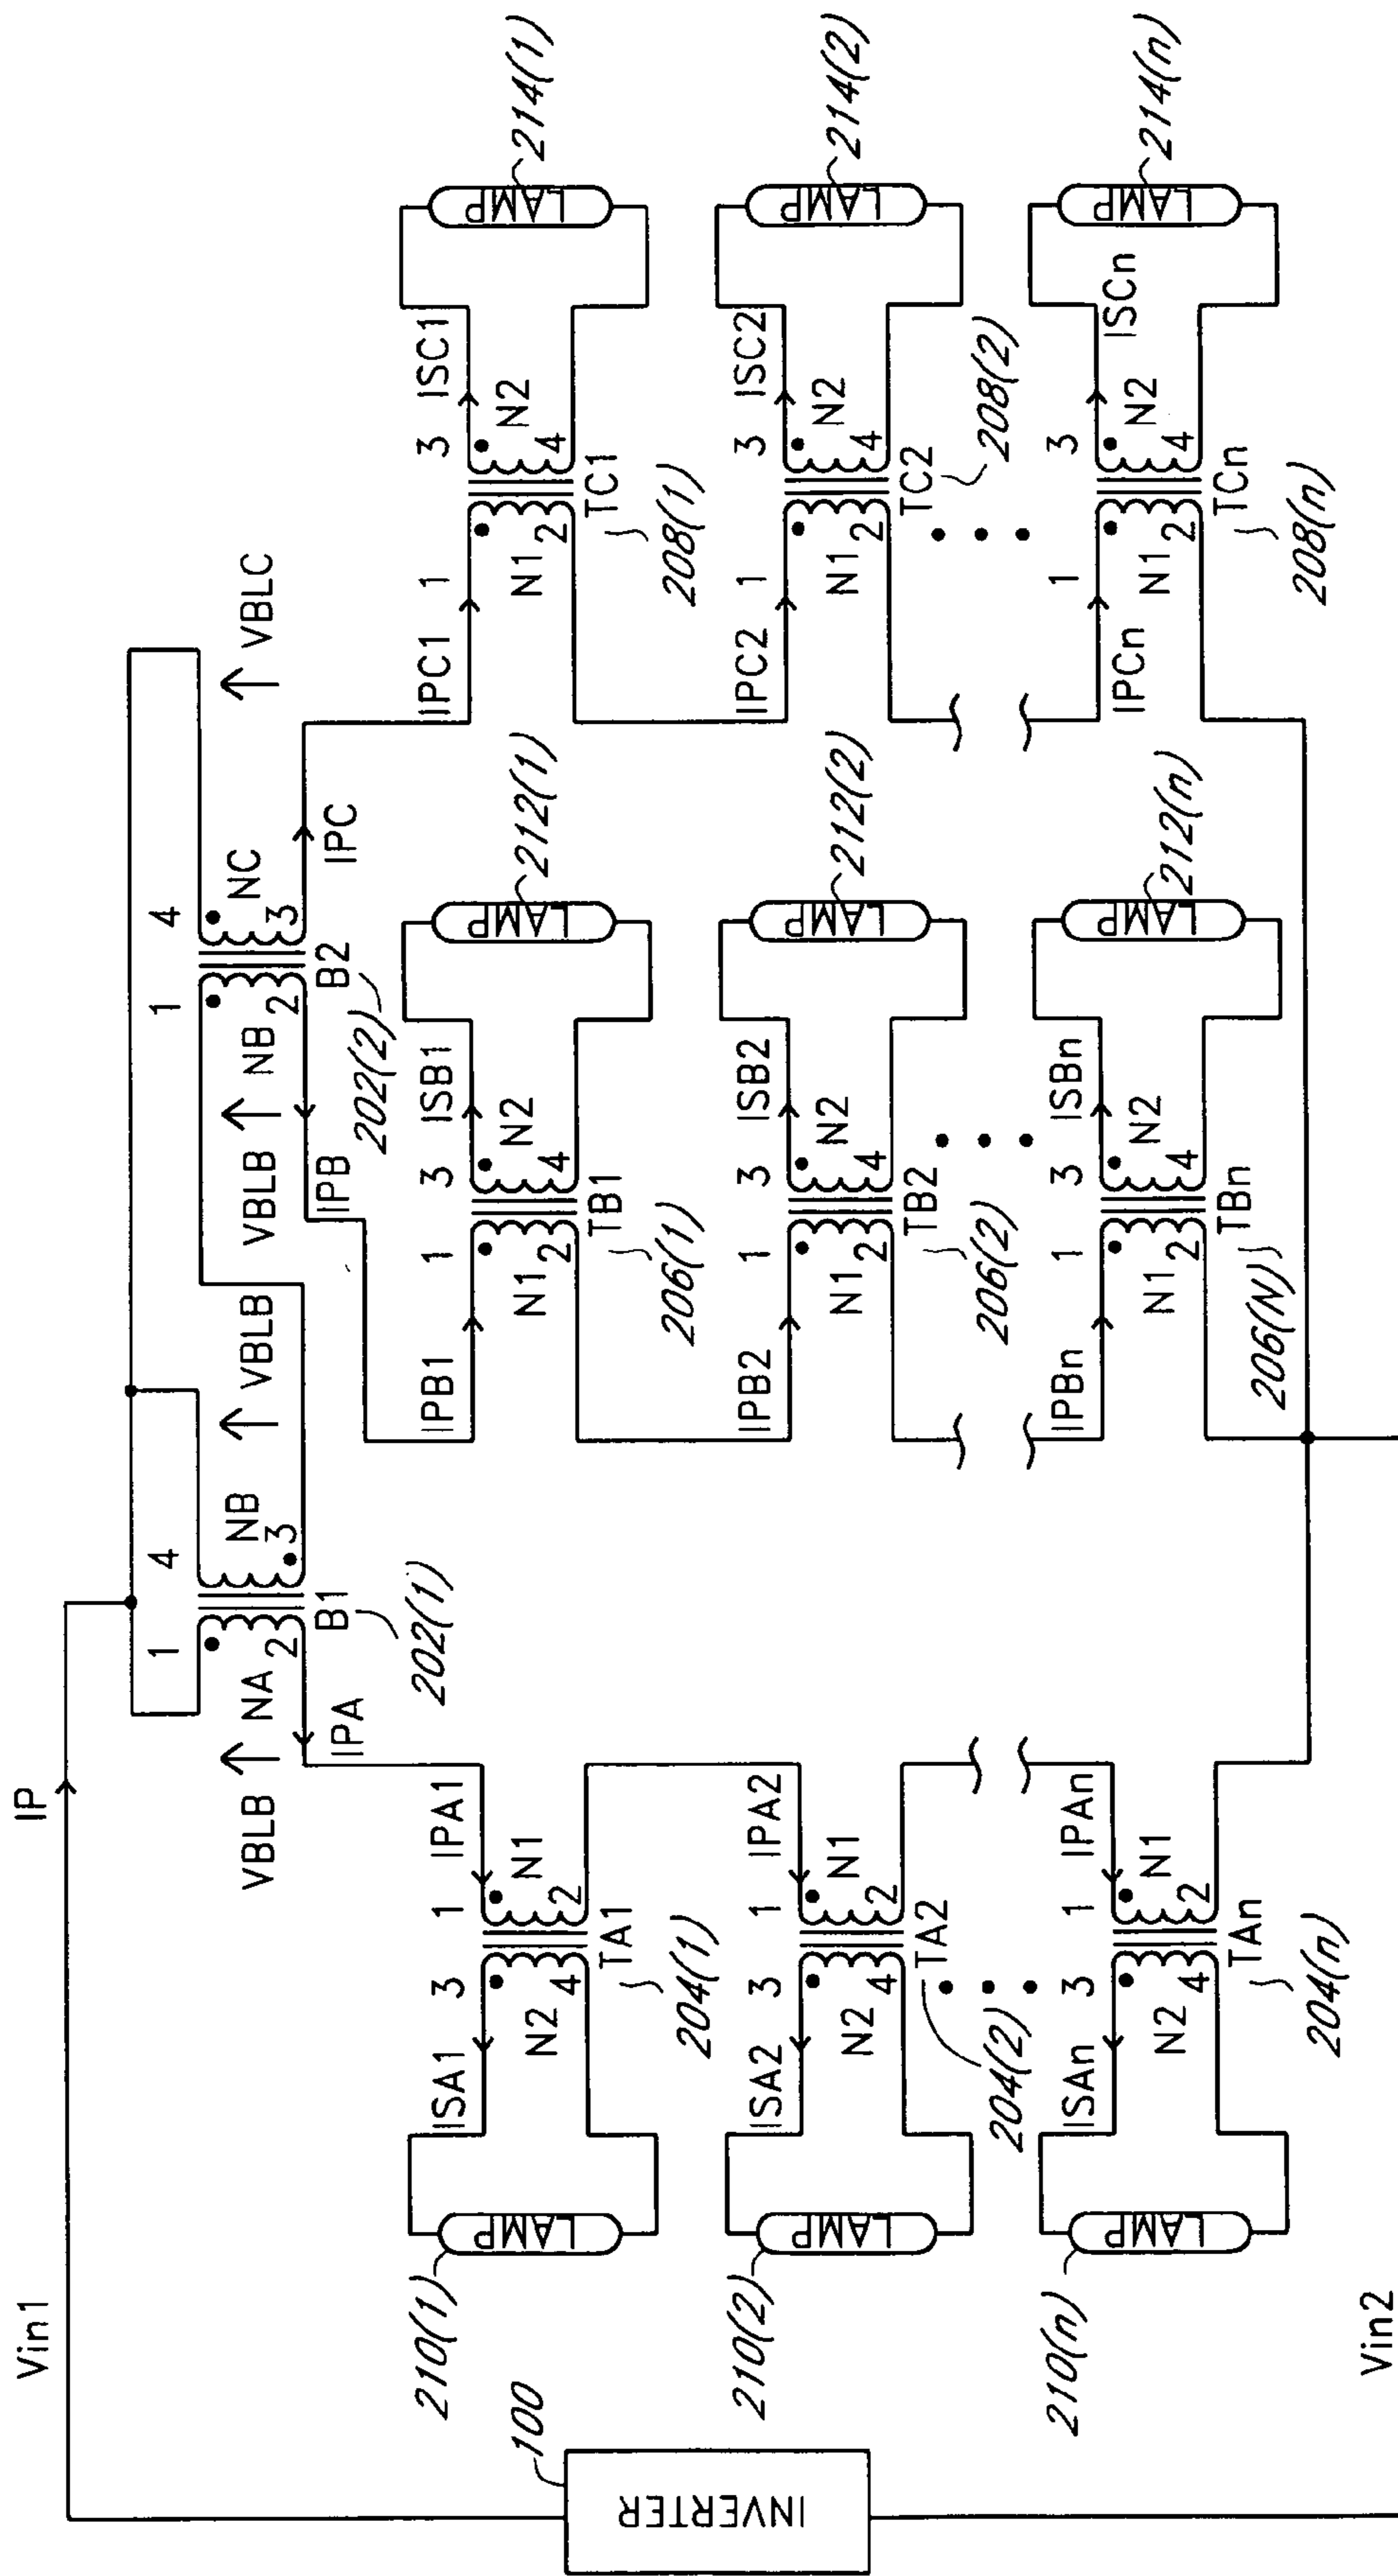 Vin1
IP
VBLB
NA
1
4
NB
VBLB
VBLB
NB
1
4
NC
VBLC
2
3
B1
202(1)
IPA
2
3
B2
202(2)
IPB
IPC
INVERTER
100
210(1)
LAMP
ISA1
3
1
IPA1
N2
N1
4
2
TA1
204(1)
IPB1
1
3
ISB1
N1
N2
2
4
TB1
206(1)
LAMP
212(1)
IPC1
1
3
ISC1
N1
N2
2
4
TC1
208(1)
LAMP
214(1)
210(2)
LAMP
ISA2
3
1
IPA2
N2
N1
4
2
TA2
204(2)
IPB2
1
3
ISB2
N1
N2
2
4
TB2
206(2)
LAMP
212(2)
IPC2
1
3
ISC2
N1
N2
2
4
TC2
208(2)
LAMP
214(2)
210(n)
LAMP
ISAn
3
1
IPAn
N2
N1
4
2
TAn
204(n)
IPBn
1
3
ISBn
N1
N2
2
4
TBn
206(N)
LAMP
212(n)
IPCn
1
3
ISCn
N1
N2
2
4
TCn
208(n)
LAMP
214(n)
Vin2